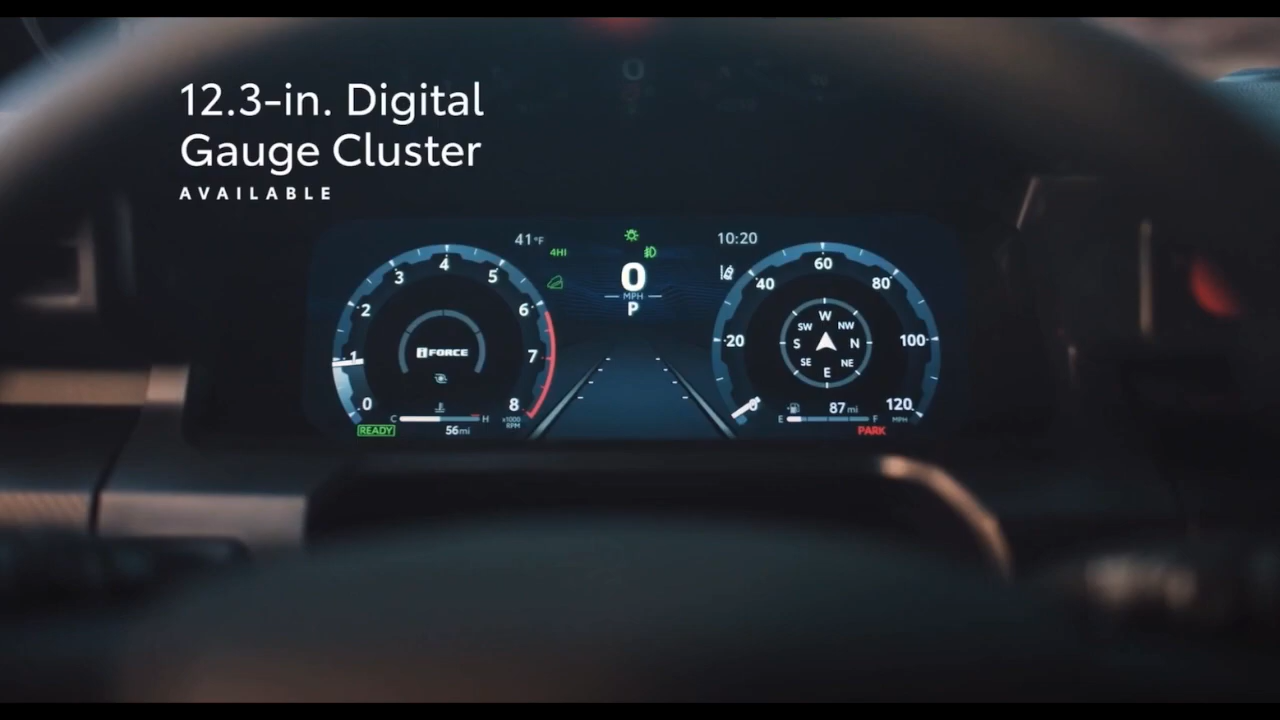 12.3-in. Digital
Gauge Cluster
AVAILABLE
41°F
4HI
0
MPH
P
10:20
0
1
2
3
4
5
6
7
8
x1000
RPM
i FORCE
C
H
56mi
READY
0
20
40
60
80
100
120
MPH
W
NW
N
NE
E
SE
S
SW
87mi
E
F
PARK